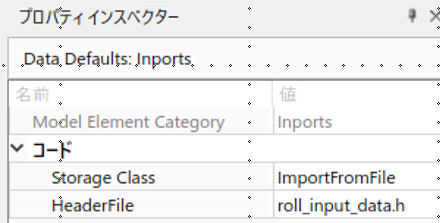 プロパティインスペクター
Data Defaults: Inports
名前 値
Model Element Category Inports
コード
Storage Class ImportFromFile
HeaderFile roll_input_data.h